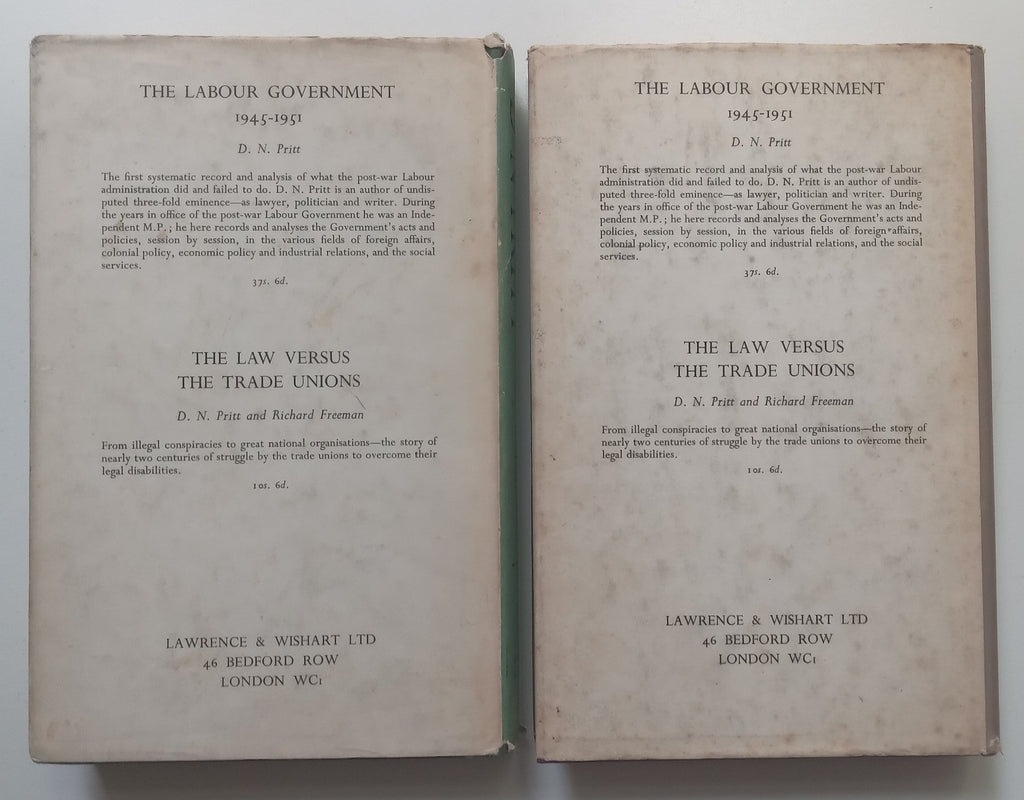 THE LABOUR GOVERNMENT
1945-1951
D. N. Pritt
The first systematic record and analysis of what the post-war Labour
administration did and failed to do. D. N. Pritt is an author of undis-
puted three-fold eminence—as lawyer, politician and writer. During
the years in office of the post-war Labour Government he was an Inde-
pendent M.P.; he here records and analyses the Government's acts and
policies, session by session, in the various fields of foreign affairs,
colonial policy, economic policy and industrial relations, and the social
services.
37s. 6d.
THE LAW VERSUS
THE TRADE UNIONS
D. N. Pritt and Richard Freeman
From illegal conspiracies to great national organisations—the story of
nearly two centuries of struggle by the trade unions to overcome their
legal disabilities.
10s. 6d.
LAWRENCE & WISHART LTD
46 BEDFORD ROW
LONDON WC1
THE LABOUR GOVERNMENT
1945-1951
D. N. Pritt
The first systematic record and analysis of what the post-war Labour
administration did and failed to do. D. N. Pritt is an author of undis-
puted three-fold eminence—as lawyer, politician and writer. During
the years in office of the post-war Labour Government he was an Inde-
pendent M.P.; he here records and analyses the Government's acts and
policies, session by session, in the various fields of foreign affairs,
colonial policy, economic policy and industrial relations, and the social
services.
37s. 6d.
THE LAW VERSUS
THE TRADE UNIONS
D. N. Pritt and Richard Freeman
From illegal conspiracies to great national organisations—the story of
nearly two centuries of struggle by the trade unions to overcome their
legal disabilities.
10s. 6d.
LAWRENCE & WISHART LTD
46 BEDFORD ROW
LONDON WC1